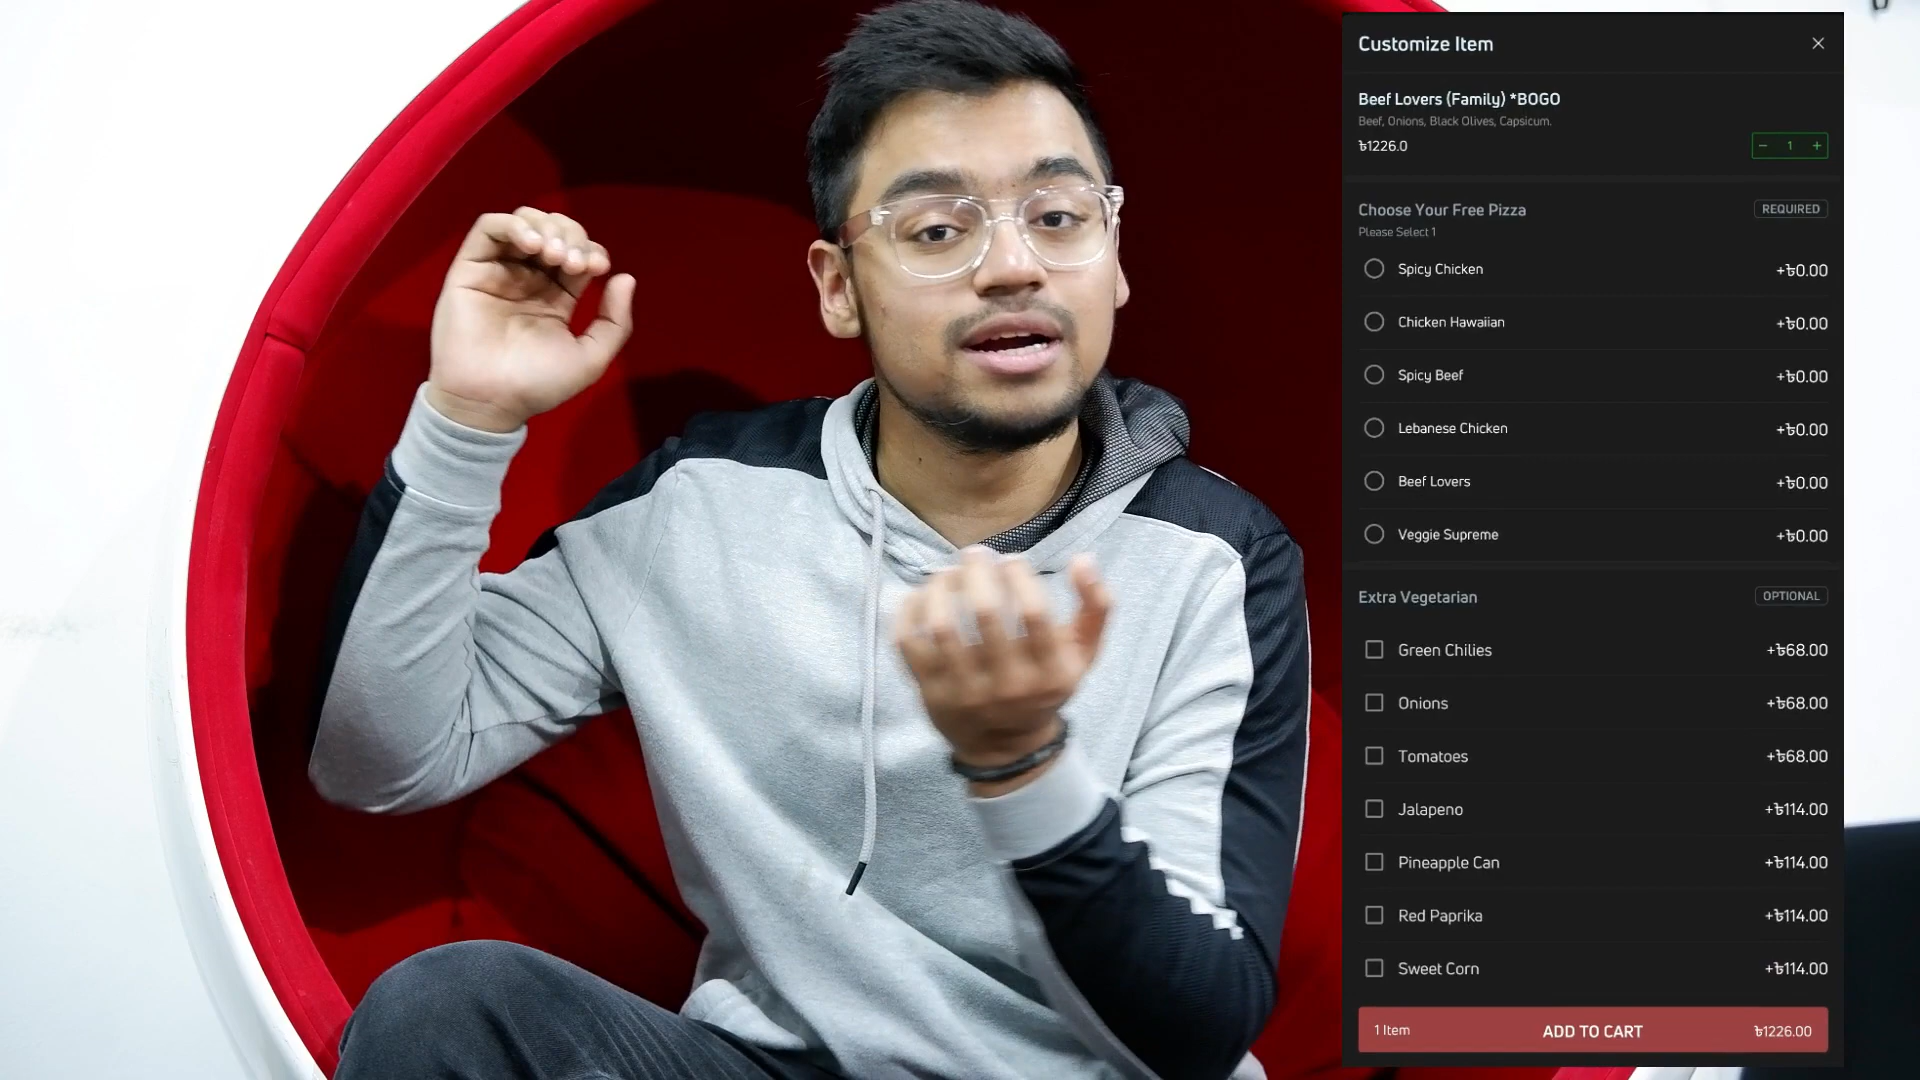 Customize Item
Beef Lovers (Family) *BOGO
Beef, Onions, Black Olives, Capsicum.
৳1226.0
− 1 +
Choose Your Free Pizza REQUIRED
Please Select 1
Spicy Chicken +৳0.00
Chicken Hawaiian +৳0.00
Spicy Beef +৳0.00
Lebanese Chicken +৳0.00
Beef Lovers +৳0.00
Veggie Supreme +৳0.00
Extra Vegetarian OPTIONAL
Green Chilies +৳68.00
Onions +৳68.00
Tomatoes +৳68.00
Jalapeno +৳114.00
Pineapple Can +৳114.00
Red Paprika +৳114.00
Sweet Corn +৳114.00
1 Item ADD TO CART ৳1226.00